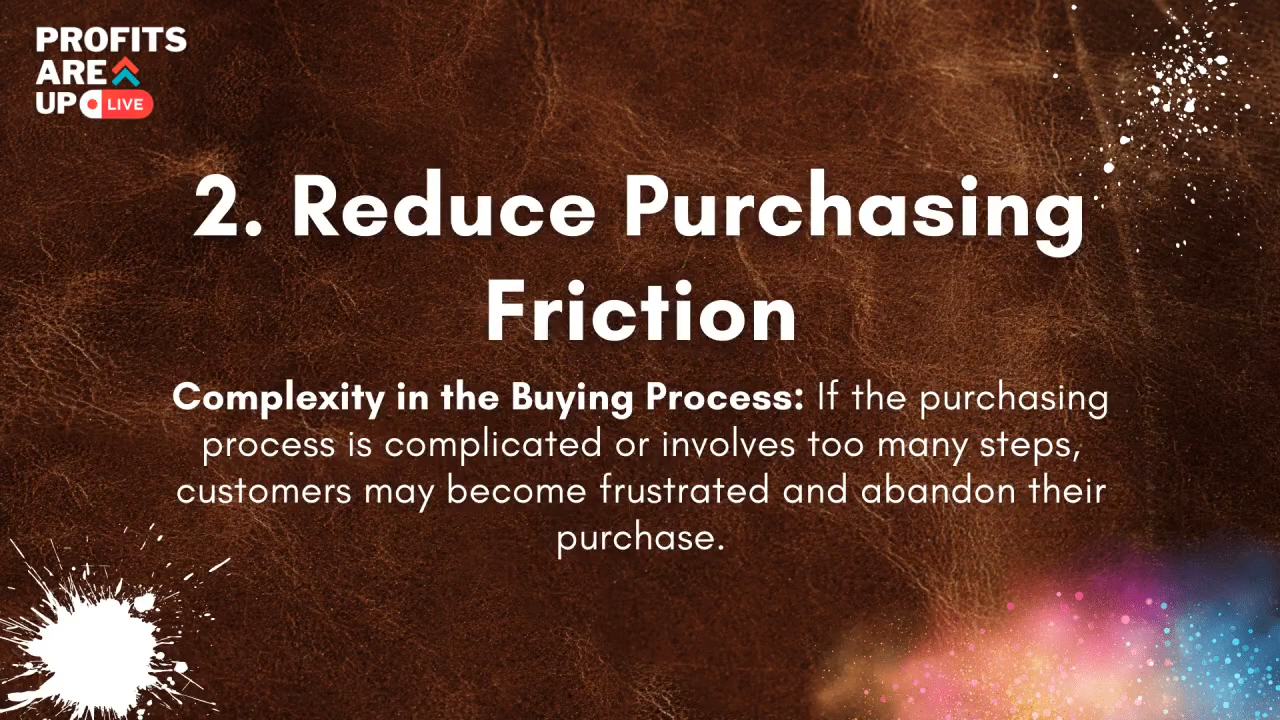 PROFITS
ARE
UP LIVE
2. Reduce Purchasing
Friction
Complexity in the Buying Process: If the purchasing
process is complicated or involves too many steps,
customers may become frustrated and abandon their
purchase.